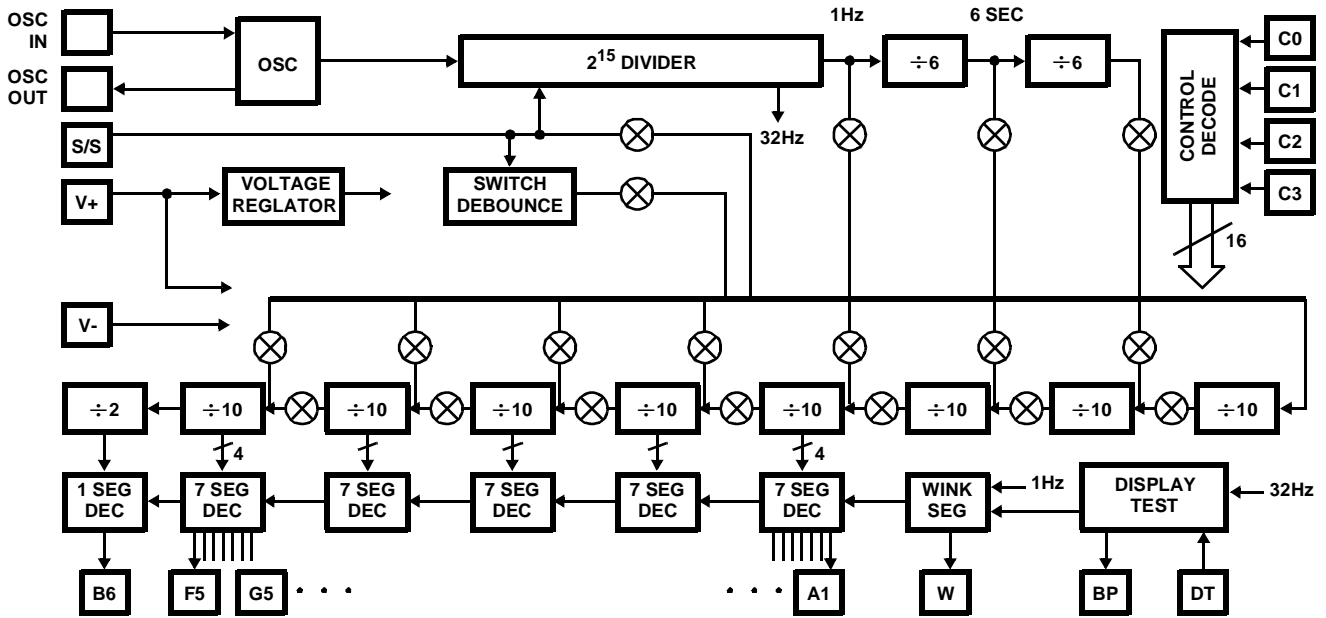 OSC IN
OSC
2^15 DIVIDER
1Hz
÷6
6 SEC
÷6
CONTROL DECODE
C0
C1
C2
C3
16
OSC OUT
S/S
32Hz
V+
VOLTAGE REGLATOR
SWITCH DEBOUNCE
V-
÷2
÷10
÷10
÷10
÷10
÷10
÷10
÷10
÷10
4
4
1 SEG DEC
7 SEG DEC
7 SEG DEC
7 SEG DEC
7 SEG DEC
7 SEG DEC
WINK SEG
1Hz
DISPLAY TEST
32Hz
B6
F5
G5
· · ·
· · ·
A1
W
BP
DT